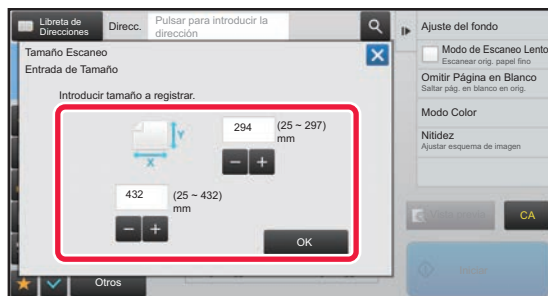 Libreta de
Direcciones
Direcc.
Pulsar para introducir la
dirección
Tamaño Escaneo
Entrada de Tamaño
Introducir tamaño a registrar.
Y
X
294
(25 ~ 297)
mm
432
(25 ~ 432)
mm
OK
Otros
Ajuste del fondo
Modo de Escaneo Lento
Escanear orig. papel fino
Omitir Página en Blanco
Saltar pág. en blanco en orig.
Modo Color
Nitidez
Ajustar esquema de imagen
CA